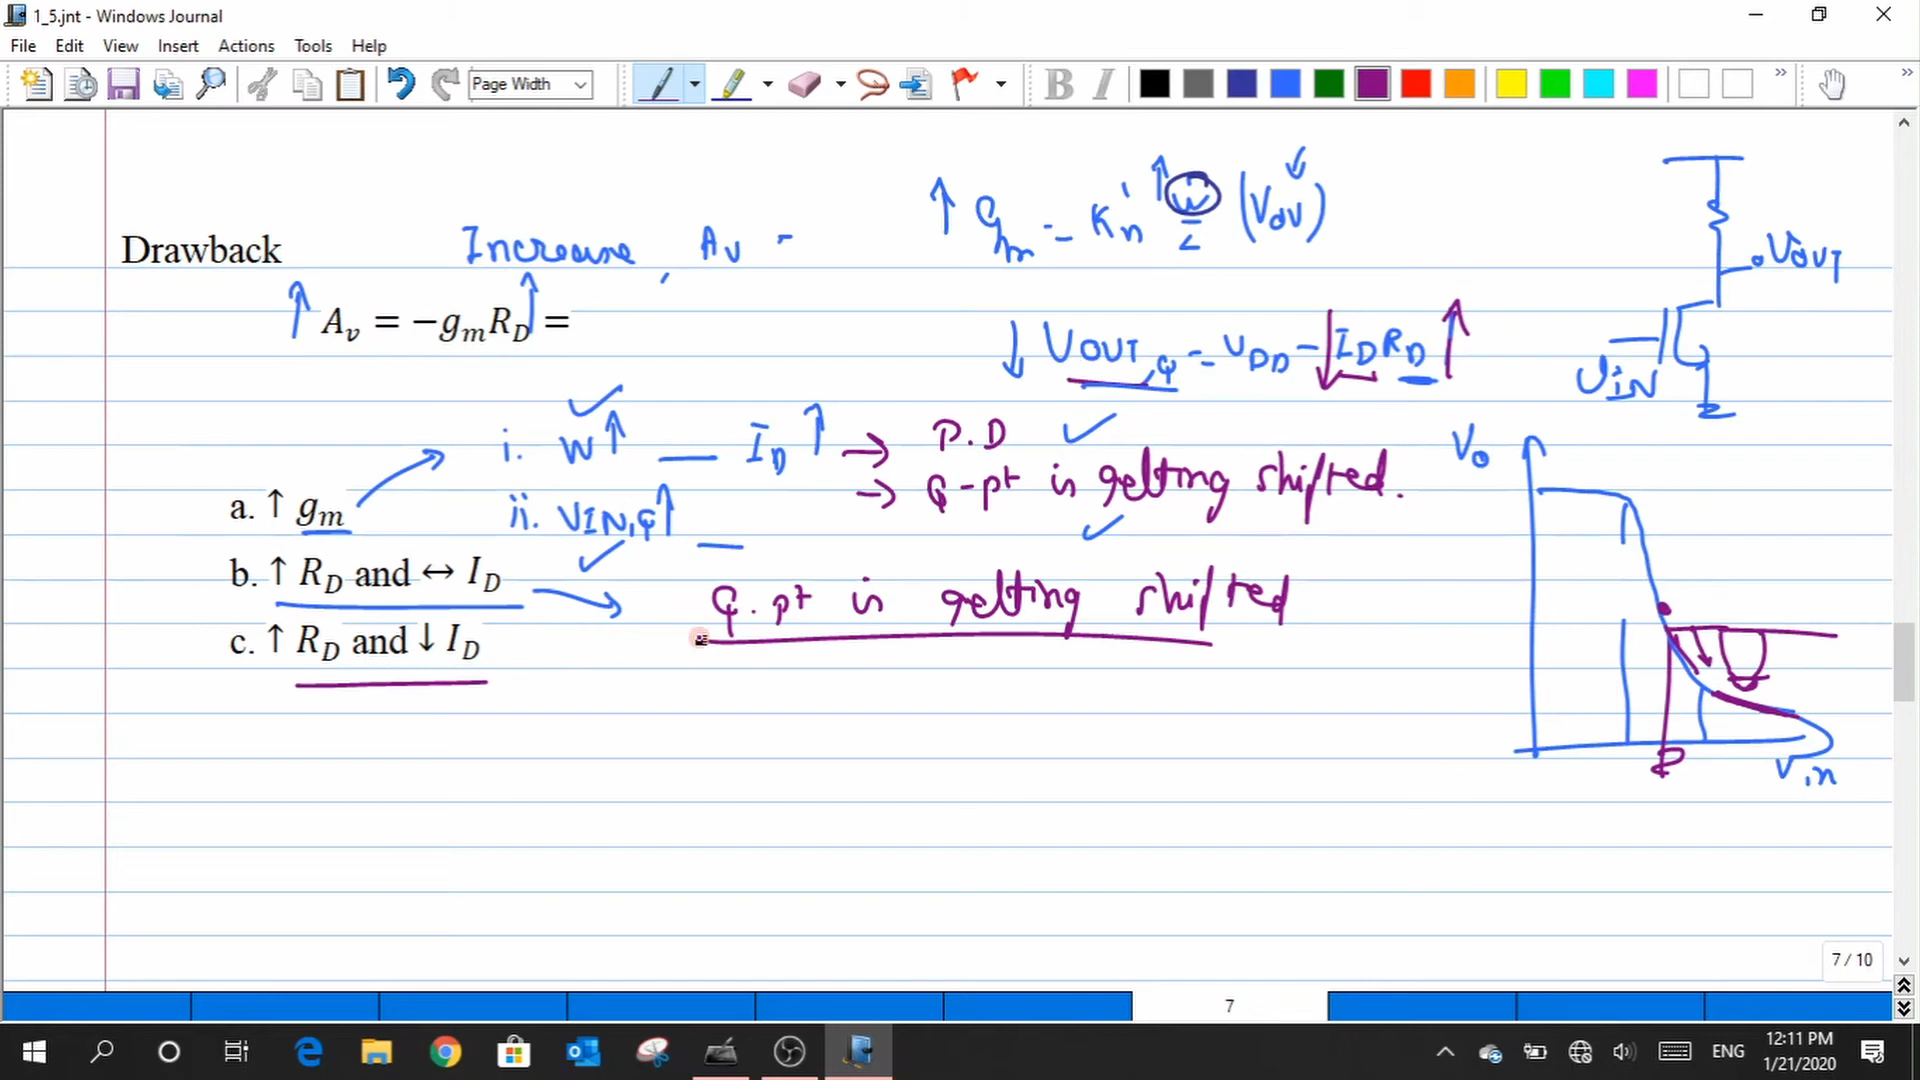 1_5.jnt - Windows Journal
File Edit View Insert Actions Tools Help
Page Width
B I
↑ gm = Kn' ↑ W/L (VOV) ↓
Drawback
Increase, Av -
↑ Av = −gmRD ↑ =
VOUT
↓ VOUTQ = VDD - ↓ IDRD ↑
VIN
i. W↑ — ID ↑ → P.D
→ Q-pt is getting shifted.
Vo
a. ↑ gm
ii. VIN,Q↑ —
b. ↑ RD and ↔ ID
Q.pt is getting shifted
c. ↑ RD and ↓ ID
Vin
7 / 10
7
ENG
12:11 PM
1/21/2020